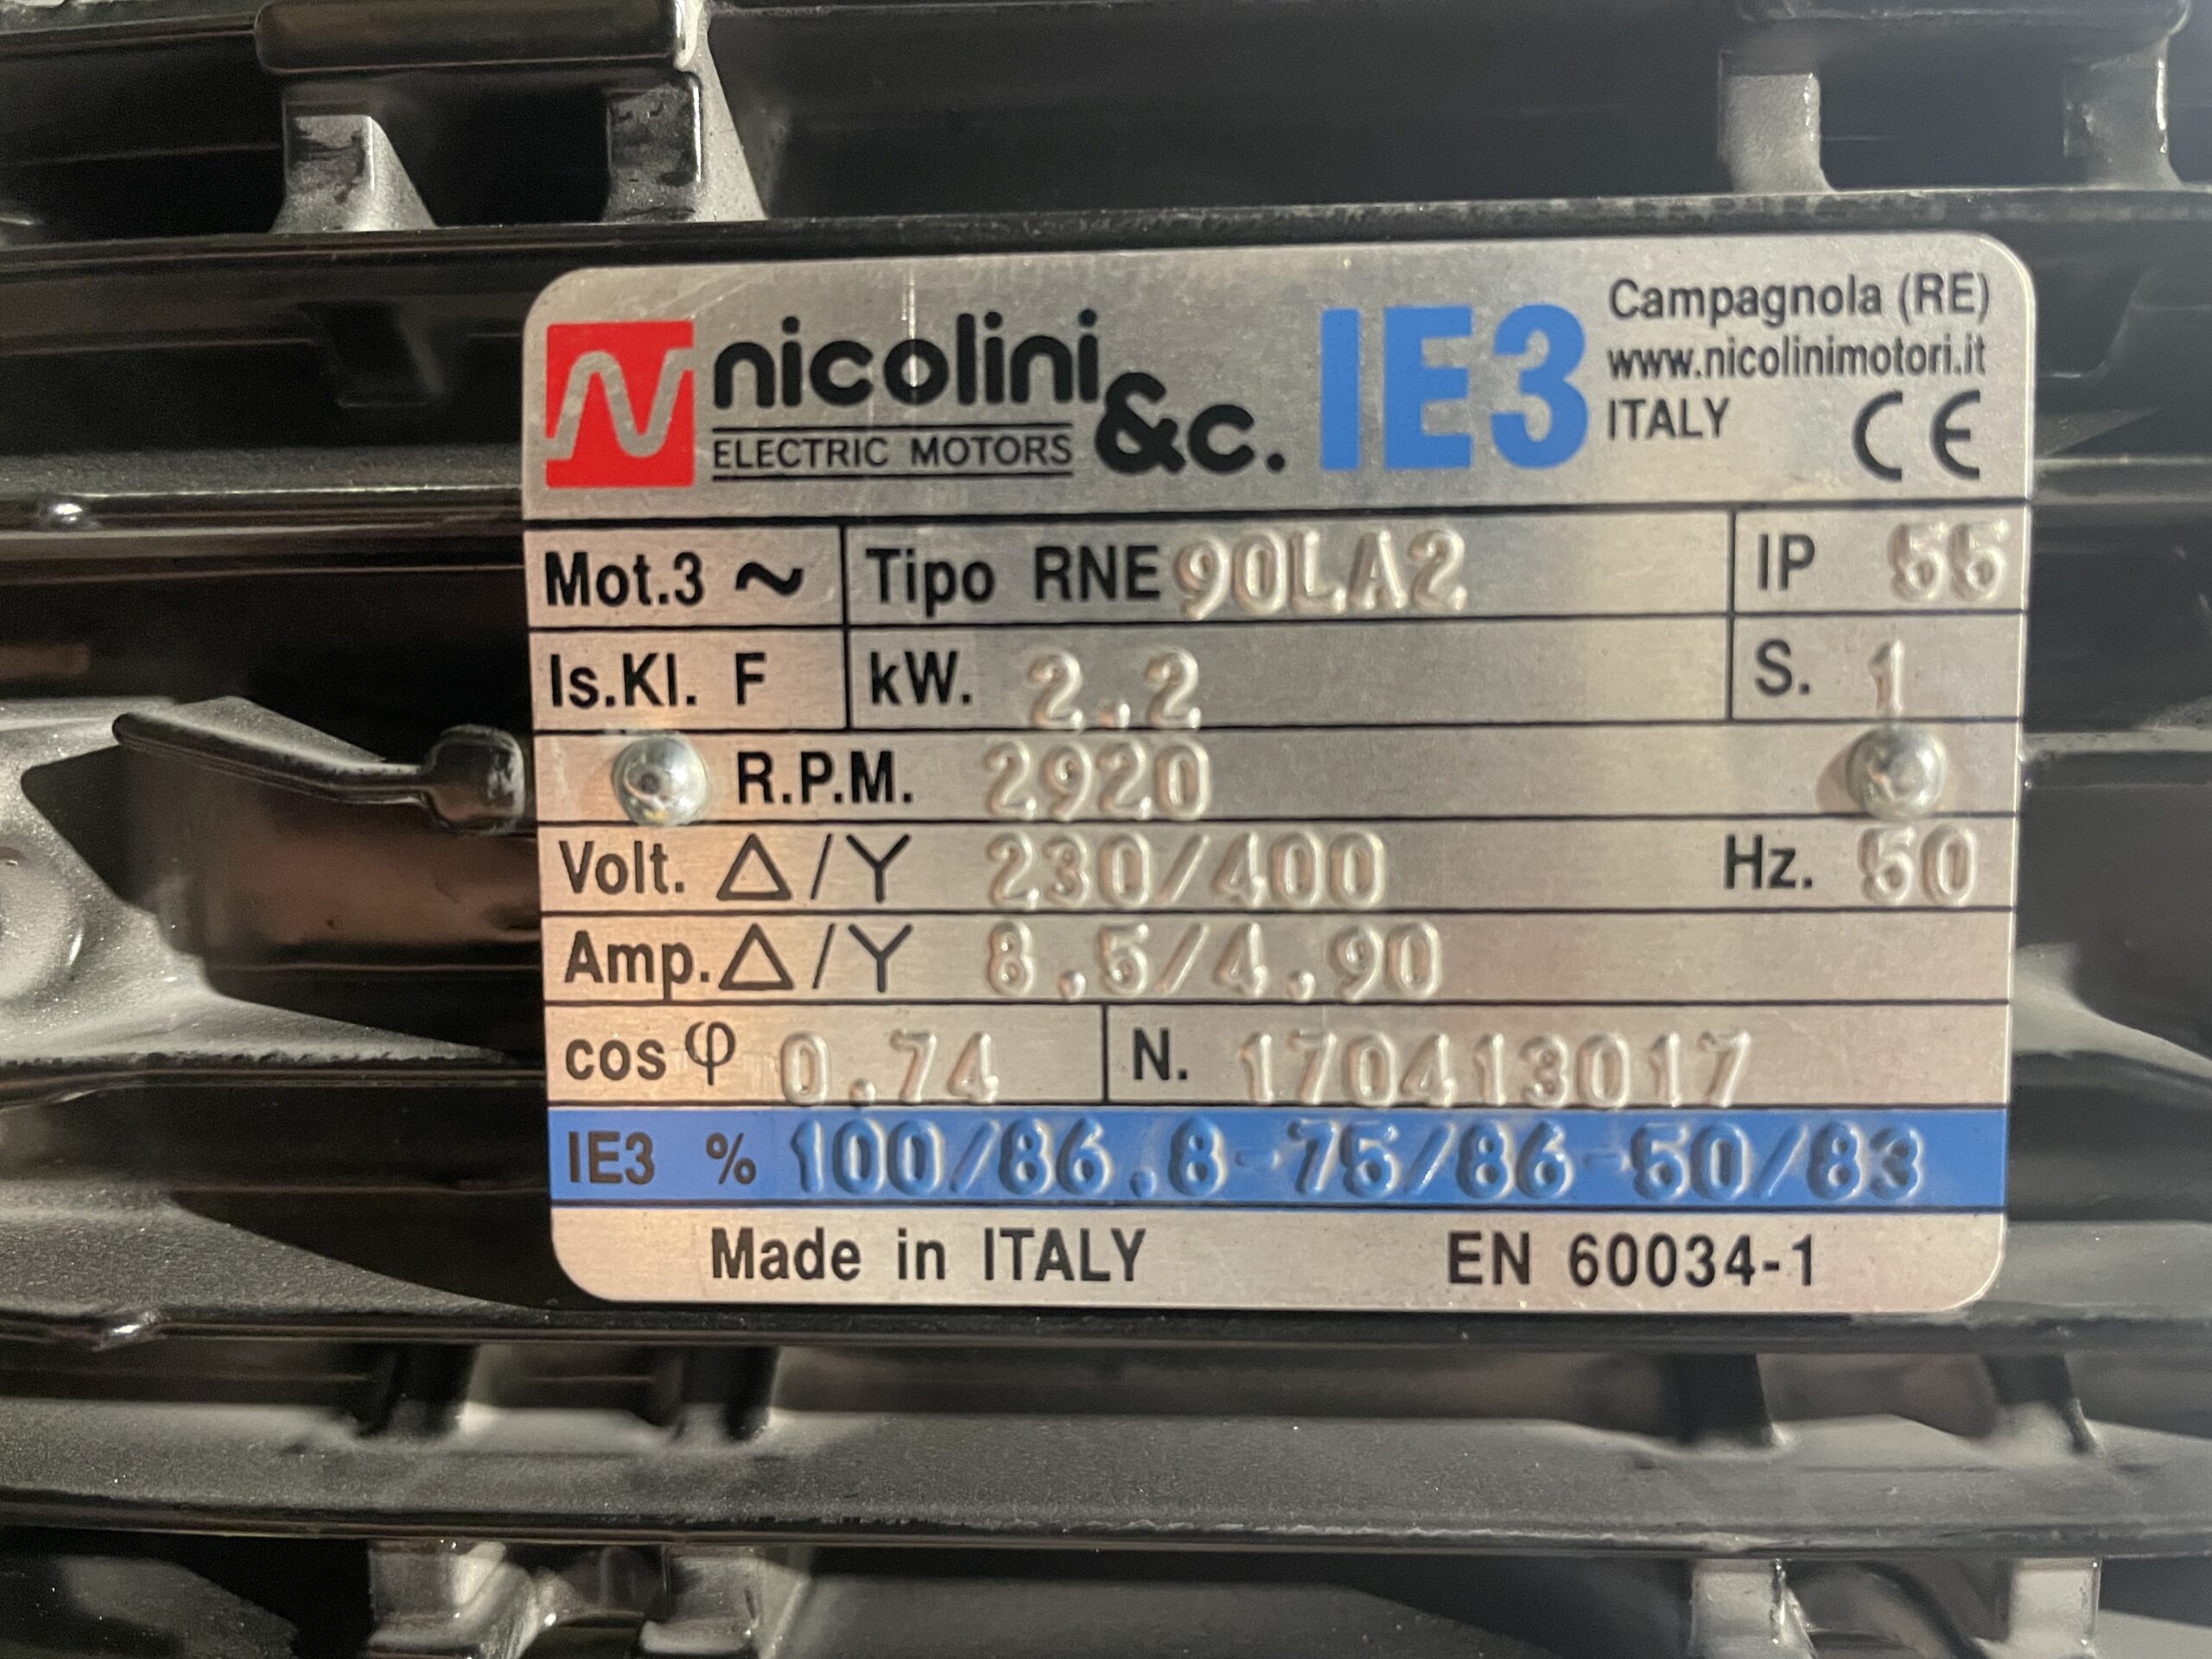 nicolini &c. IE3
ELECTRIC MOTORS
Campagnola (RE)
www.nicolinimotori.it
ITALY CE
Mot.3 ~ Tipo RNE 90LA2 IP 55
Is.Kl. F kW. 2.2 S. 1
R.P.M. 2920
Volt. △/Y 230/400 Hz. 50
Amp. △/Y 8.5/4.90
cos φ 0.74 N. 170413017
IE3 % 100/86.8-75/86-50/83
Made in ITALY EN 60034-1